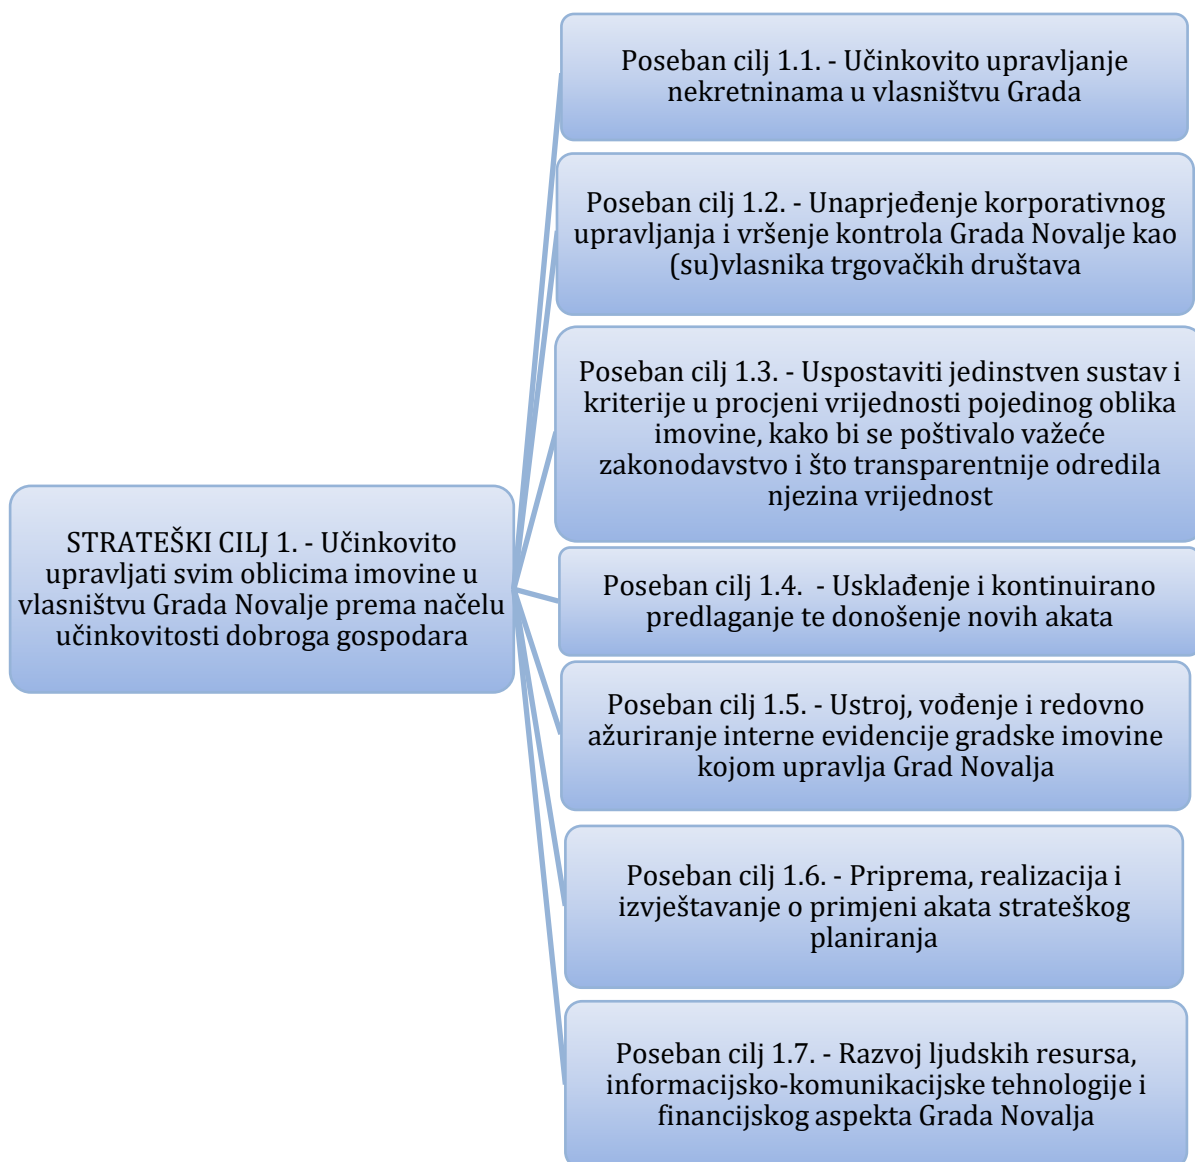 STRATEŠKI CILJ 1. - Učinkovito
upravljati svim oblicima imovine u
vlasništvu Grada Novalje prema načelu
učinkovitosti dobroga gospodara
Poseban cilj 1.1. - Učinkovito upravljanje
nekretninama u vlasništvu Grada
Poseban cilj 1.2. - Unaprjeđenje korporativnog
upravljanja i vršenje kontrola Grada Novalje kao
(su)vlasnika trgovačkih društava
Poseban cilj 1.3. - Uspostaviti jedinstven sustav i
kriterije u procjeni vrijednosti pojedinog oblika
imovine, kako bi se poštivalo važeće
zakonodavstvo i što transparentnije odredila
njezina vrijednost
Poseban cilj 1.4.  - Usklađenje i kontinuirano
predlaganje te donošenje novih akata
Poseban cilj 1.5. - Ustroj, vođenje i redovno
ažuriranje interne evidencije gradske imovine
kojom upravlja Grad Novalja
Poseban cilj 1.6. - Priprema, realizacija i
izvještavanje o primjeni akata strateškog
planiranja
Poseban cilj 1.7. - Razvoj ljudskih resursa,
informacijsko-komunikacijske tehnologije i
financijskog aspekta Grada Novalja